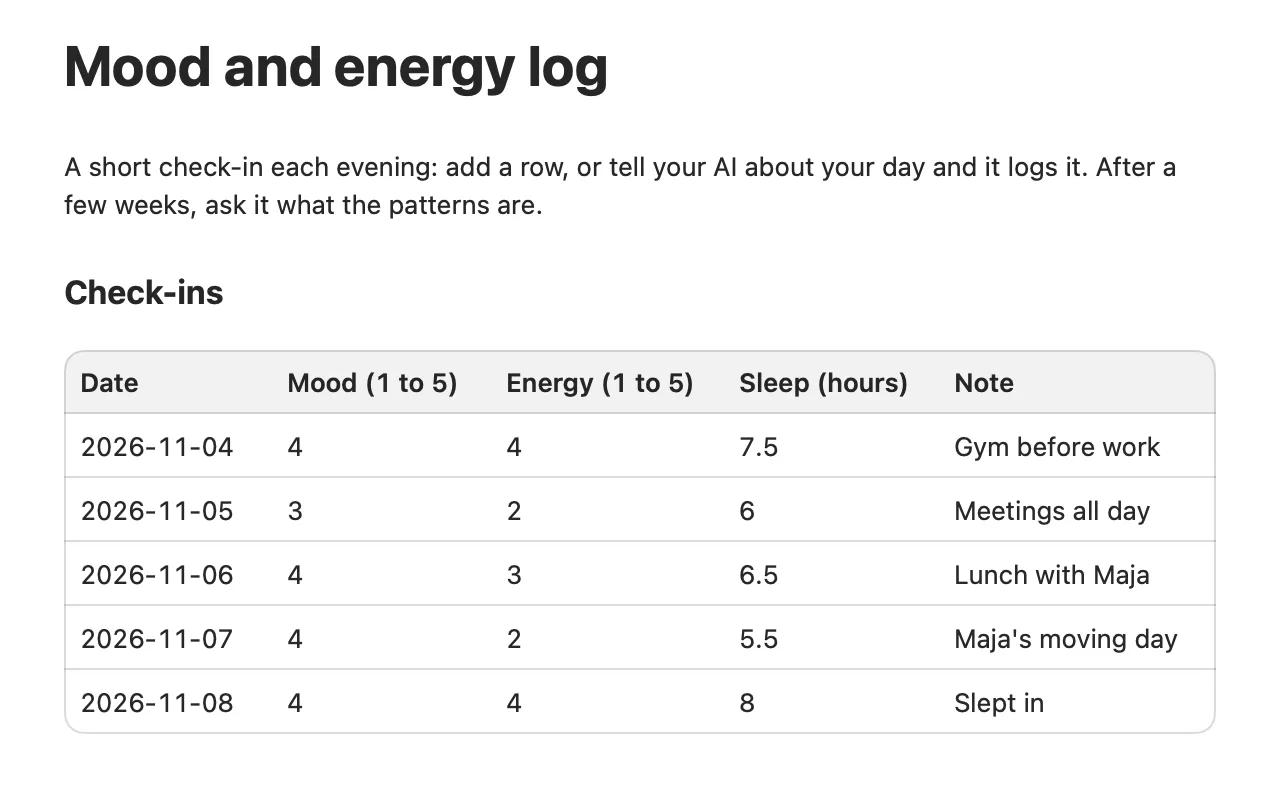 Mood and energy log
A short check-in each evening: add a row, or tell your AI about your day and it logs it. After a
few weeks, ask it what the patterns are.
Check-ins
Date Mood (1 to 5) Energy (1 to 5) Sleep (hours) Note
2026-11-04 4 4 7.5 Gym before work
2026-11-05 3 2 6 Meetings all day
2026-11-06 4 3 6.5 Lunch with Maja
2026-11-07 4 2 5.5 Maja's moving day
2026-11-08 4 4 8 Slept in